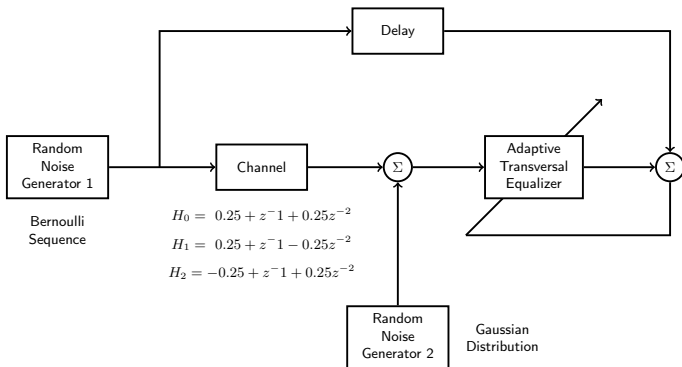 Delay
Random
Noise
Generator 1
Channel
Σ
Adaptive
Transversal
Equalizer
Σ
Bernoulli
Sequence
H₀ = 0.25 + z⁻1 + 0.25z⁻²
H₁ = 0.25 + z⁻1 − 0.25z⁻²
H₂ = −0.25 + z⁻1 + 0.25z⁻²
Random
Noise
Generator 2
Gaussian
Distribution